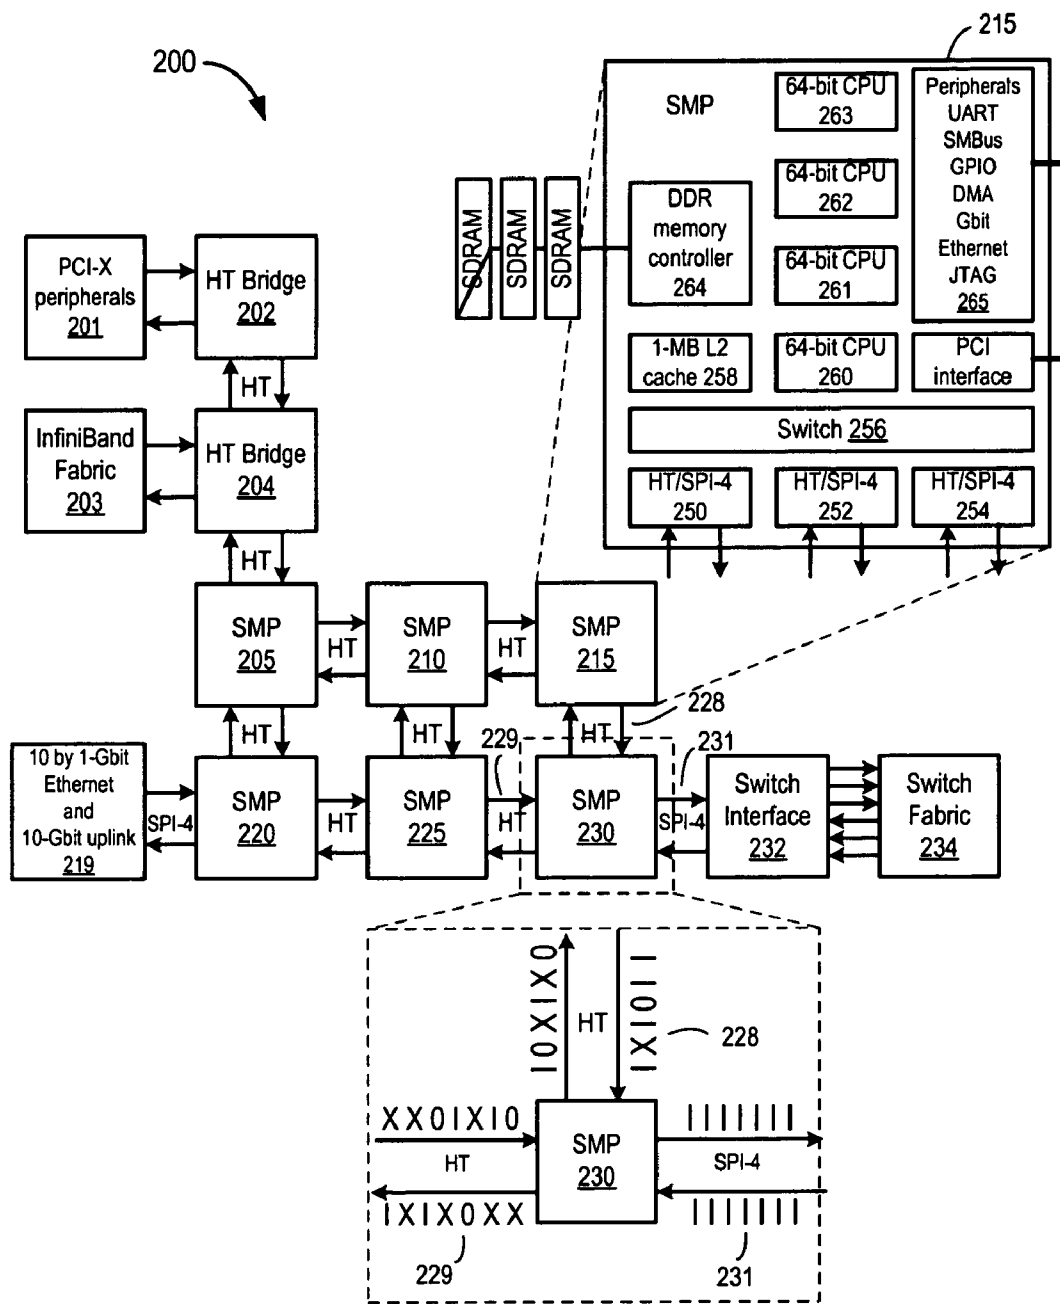 200
215
SMP
64-bit CPU
263
64-bit CPU
262
64-bit CPU
261
64-bit CPU
260
Peripherals
UART
SMBus
GPIO
DMA
Gbit
Ethernet
JTAG
265
SDRAM
SDRAM
SDRAM
DDR
memory
controller
264
1-MB L2
cache 258
PCI
interface
Switch 256
HT/SPI-4
250
HT/SPI-4
252
HT/SPI-4
254
PCI-X
peripherals
201
HT Bridge
202
HT
InfiniBand
Fabric
203
HT Bridge
204
HT
SMP
205
HT
SMP
210
HT
SMP
215
HT
HT
HT
228
10 by 1-Gbit
Ethernet
and
10-Gbit uplink
219
SPI-4
SMP
220
HT
SMP
225
229
HT
SMP
230
231
SPI-4
Switch
Interface
232
Switch
Fabric
234
I0XIX0
HT
IXI0II
228
XX0IXI0
HT
IXIX0XX
229
SMP
230
IIIIIII
SPI-4
IIIIIII
231